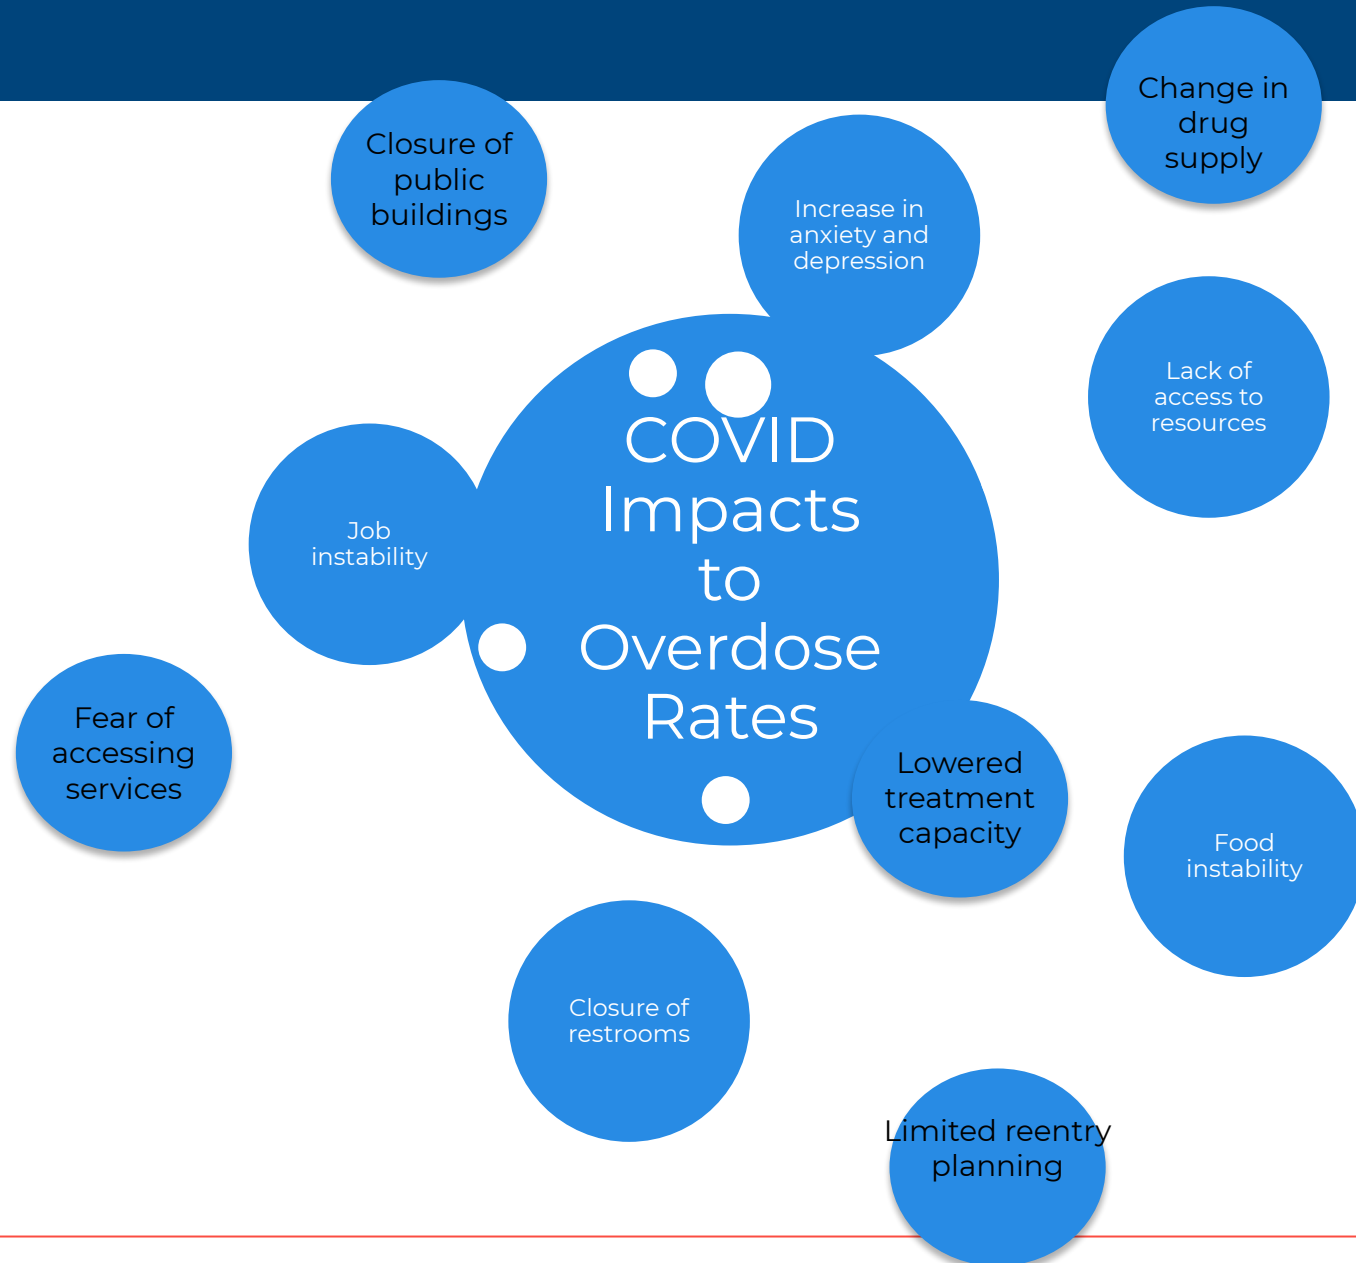 Closure of
public
buildings
Increase in
anxiety and
depression
Change in
drug
supply
Lack of
access to
resources
COVID
Impacts
to
Overdose
Rates
Job
instability
Fear of
accessing
services
Lowered
treatment
capacity
Food
instability
Closure of
restrooms
Limited reentry
planning